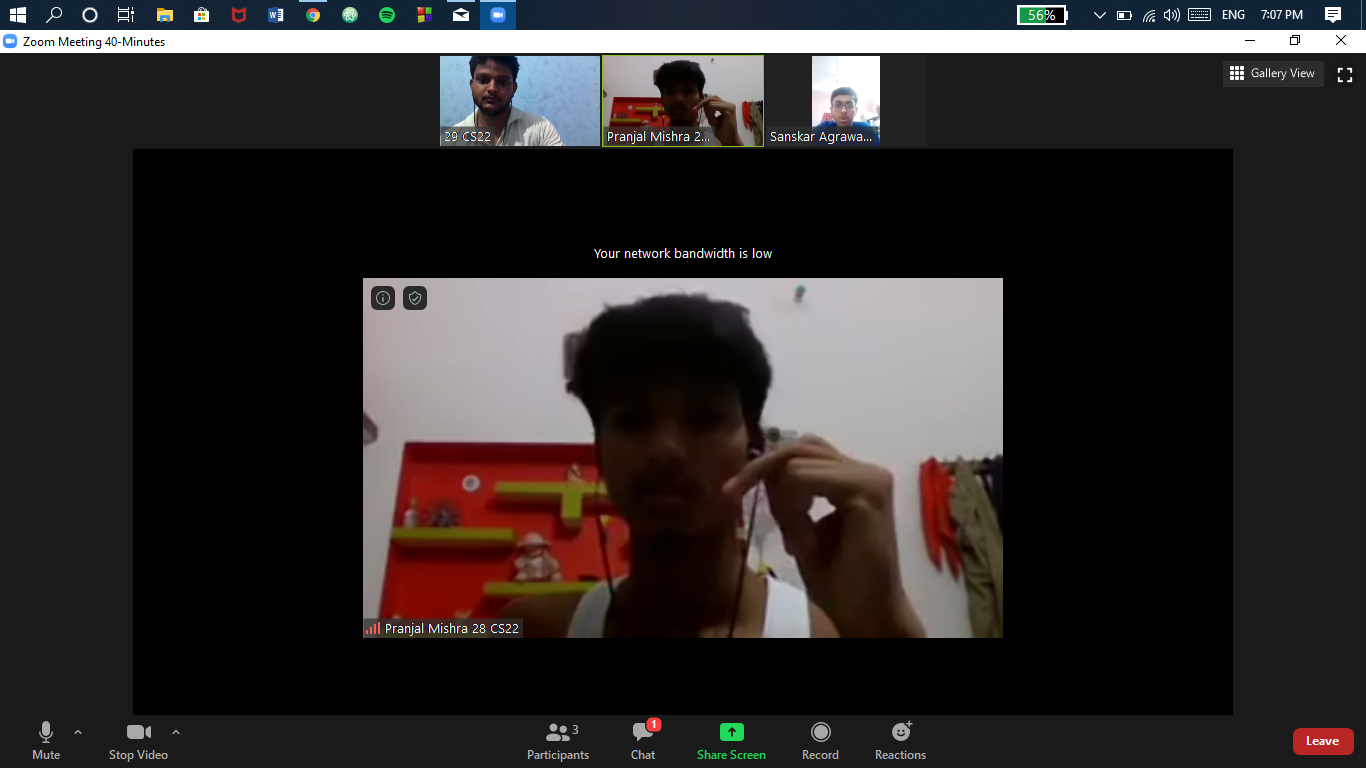 56%
ENG
7:07 PM
Zoom Meeting 40-Minutes
Gallery View
29 CS22
Pranjal Mishra 2...
Sanskar Agrawa...
Your network bandwidth is low
Pranjal Mishra 28 CS22
Mute
Stop Video
3
Participants
1
Chat
Share Screen
Record
Reactions
Leave